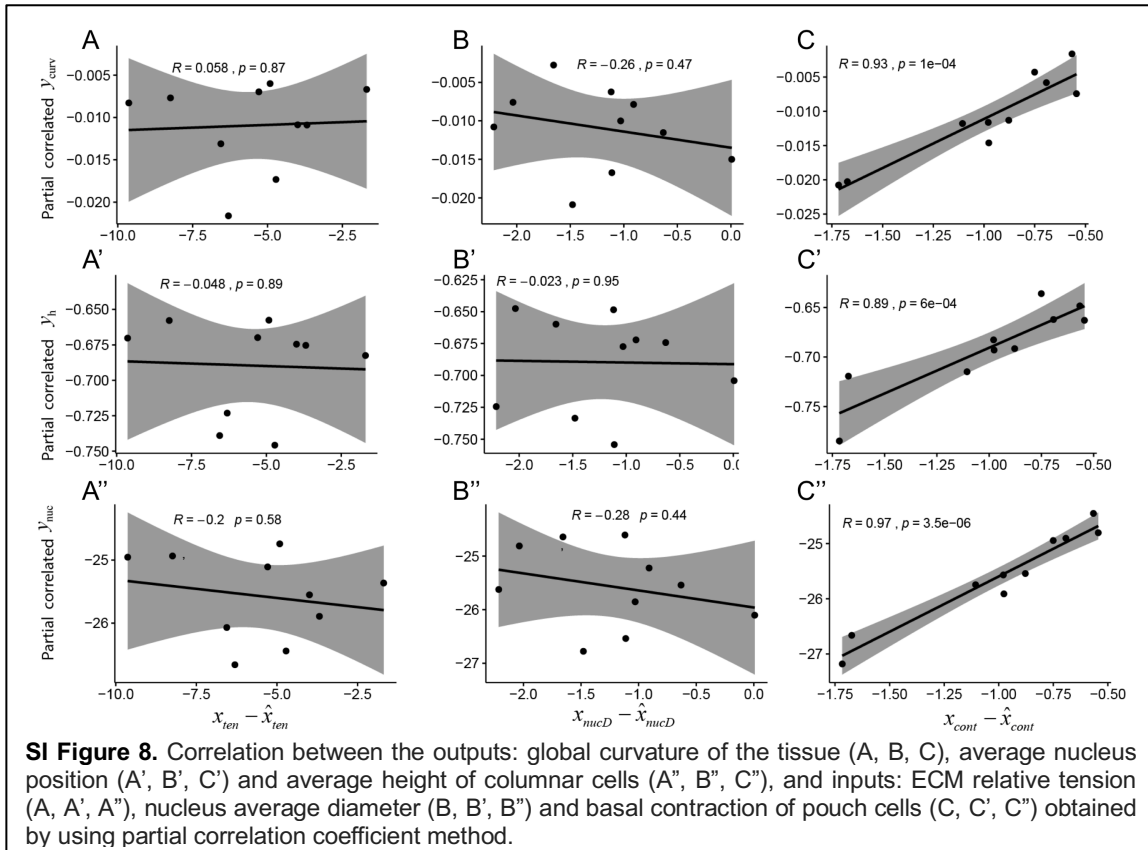 A
B
C
R = 0.058 , p = 0.87
R = −0.26 , p = 0.47
R = 0.93 , p = 1e−04
Partial correlated y_curv
−0.005
−0.010
−0.015
−0.020
−10.0 −7.5 −5.0 −2.5
−0.005
−0.010
−0.015
−0.020
−2.0 −1.5 −1.0 −0.5 0.0
−0.005
−0.010
−0.015
−0.020
−0.025
−1.75 −1.50 −1.25 −1.00 −0.75 −0.50
A'
B'
C'
R = −0.048 , p = 0.89
R = −0.023 , p = 0.95
R = 0.89 , p = 6e−04
Partial correlated y_h
−0.650
−0.675
−0.700
−0.725
−0.750
−10.0 −7.5 −5.0 −2.5
−0.625
−0.650
−0.675
−0.700
−0.725
−0.750
−2.0 −1.5 −1.0 −0.5 0.0
−0.65
−0.70
−0.75
−1.75 −1.50 −1.25 −1.00 −0.75 −0.50
A''
B''
C''
R = −0.2 p = 0.58
R = −0.28 p = 0.44
R = 0.97 , p = 3.5e−06
Partial correlated y_nuc
−25
−26
−10.0 −7.5 −5.0 −2.5
−25
−26
−27
−2.0 −1.5 −1.0 −0.5 0.0
−25
−26
−27
−1.75 −1.50 −1.25 −1.00 −0.75 −0.50
x_ten − x̂_ten
x_nucD − x̂_nucD
x_cont − x̂_cont
SI Figure 8. Correlation between the outputs: global curvature of the tissue (A, B, C), average nucleus
position (A', B', C') and average height of columnar cells (A”, B”, C”), and inputs: ECM relative tension
(A, A', A”), nucleus average diameter (B, B', B”) and basal contraction of pouch cells (C, C', C”) obtained
by using partial correlation coefficient method.